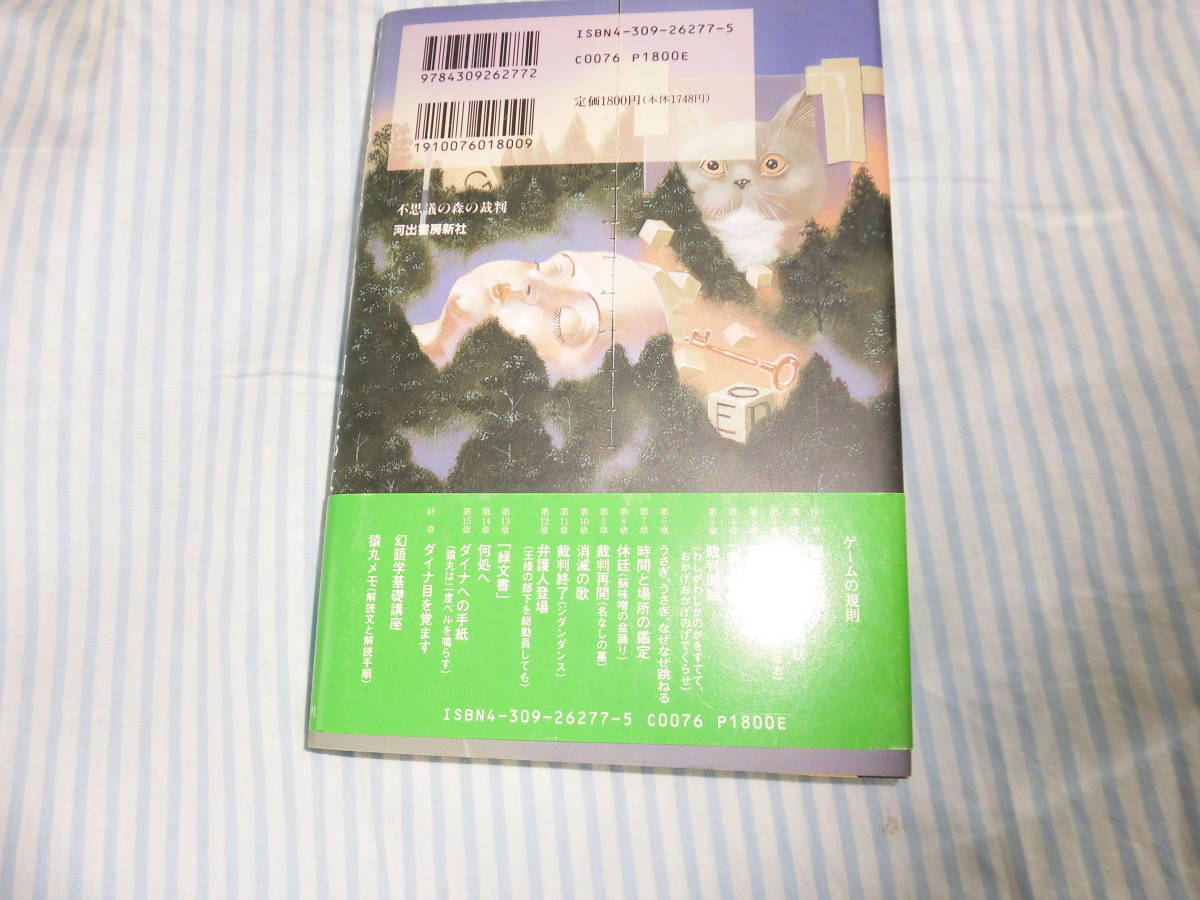 ISBN4-309-26277-5
C0076 P1800E
9784309262772
定価1800円(本体1748円)
1910076018009
G
不思議の森の裁判
河出書房新社
O
E
ゲームの規則
序章
第5章 裁判開始
(わしがわしがのがをすてて、
おかげおかげのげでくらせ)
第6章 うさぎ、うさぎ、なぜなぜ跳ねる
第7章 時間と場所の鑑定
第8章 休廷(脳味噌の盆踊り)
第9章 裁判再開(名なしの墓)
第10章 消滅の歌
第11章 裁判終了(ジダンダンス)
第12章 弁護人登場
(王様の部下を総動員しても)
第13章 「緑文書」
第14章 何処へ
第15章 ダイナへの手紙
(猿丸は二度ベルを鳴らす)
終章 ダイナ目を覚ます
幻語学基礎講座
猿丸メモ(解読文と解読手順)
ISBN4-309-26277-5 C0076 P1800E